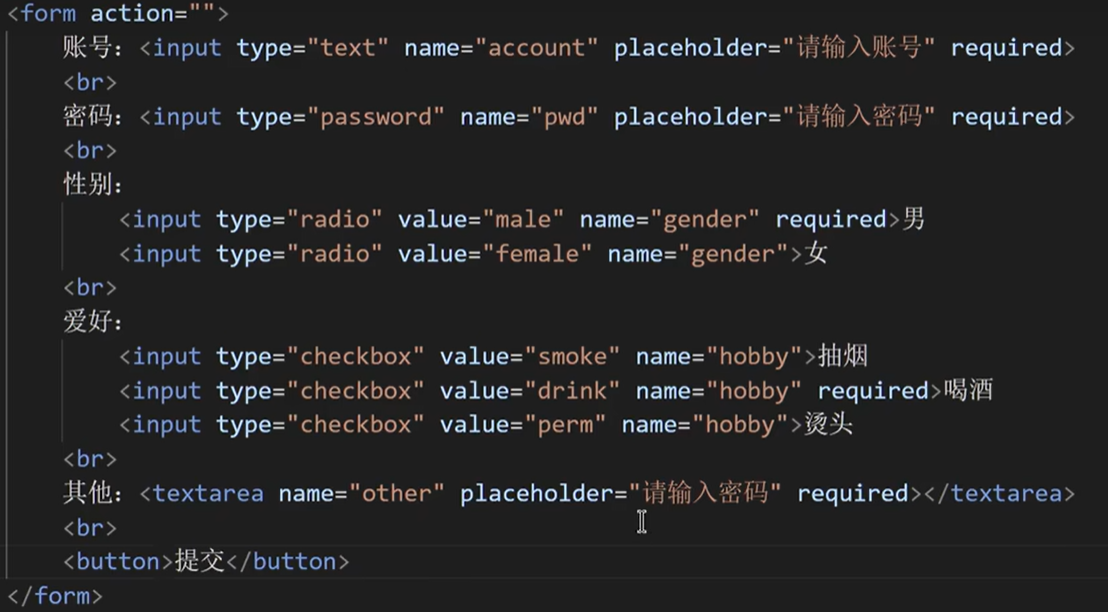 <form action="">
账号：<input type="text" name="account" placeholder="请输入账号" required>
<br>
密码：<input type="password" name="pwd" placeholder="请输入密码" required>
<br>
性别：
<input type="radio" value="male" name="gender" required>男
<input type="radio" value="female" name="gender">女
<br>
爱好：
<input type="checkbox" value="smoke" name="hobby">抽烟
<input type="checkbox" value="drink" name="hobby" required>喝酒
<input type="checkbox" value="perm" name="hobby">烫头
<br>
其他：<textarea name="other" placeholder="请输入密码" required></textarea>
<br>
<button>提交</button>
</form>